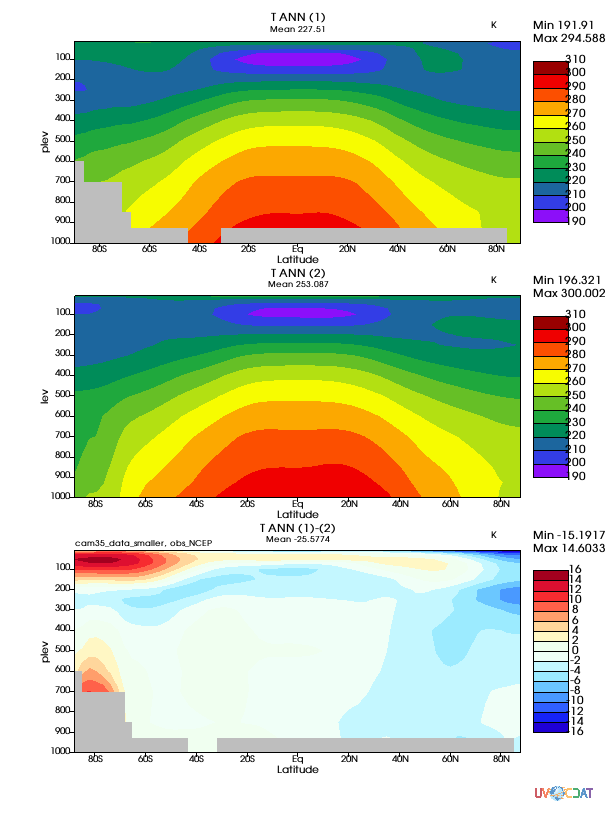 T ANN (1)
Mean 227.51
K
Min 191.91
Max 294.588
100
200
300
400
500
600
700
800
900
1000
plev
80S 60S 40S 20S Eq 20N 40N 60N 80N
Latitude
310
300
290
280
270
260
250
240
230
220
210
200
190
T ANN (2)
Mean 253.087
K
Min 196.321
Max 300.002
100
200
300
400
500
600
700
800
900
1000
lev
80S 60S 40S 20S Eq 20N 40N 60N 80N
Latitude
310
300
290
280
270
260
250
240
230
220
210
200
190
T ANN (1)-(2)
cam35_data_smaller, obs_NCEP
Mean -25.5774
K
Min -15.1917
Max 14.6033
100
200
300
400
500
600
700
800
900
1000
plev
80S 60S 40S 20S Eq 20N 40N 60N 80N
Latitude
16
14
12
10
8
6
4
2
0
-2
-4
-6
-8
-10
-12
-14
-16
UV CDAT